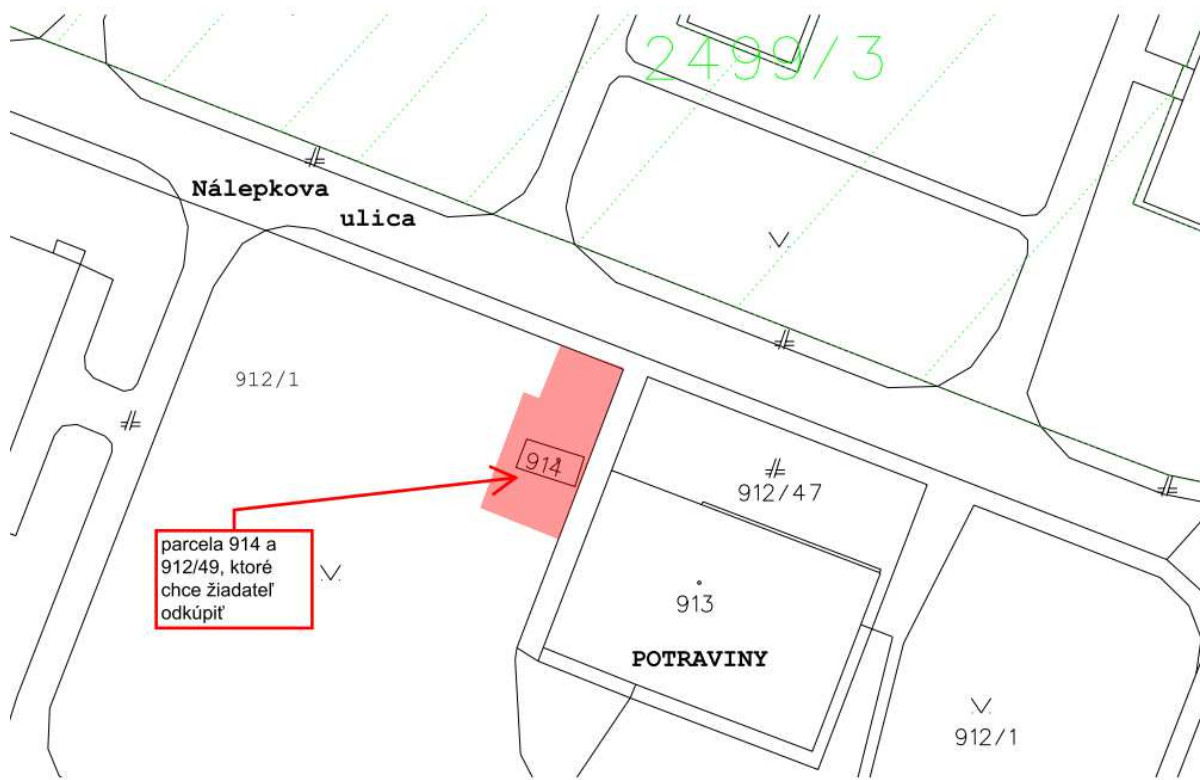 2499/3
Nálepkova
ulica
912/1
914
912/47
parcela 914 a
912/49, ktoré
chce žiadateľ
odkúpiť
913
POTRAVINY
912/1